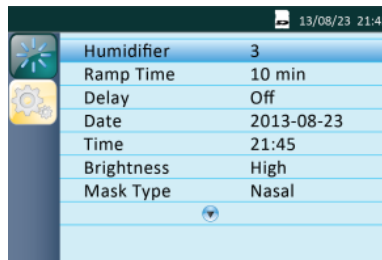 13/08/23 21:4
Humidifier 3
Ramp Time 10 min
Delay Off
Date 2013-08-23
Time 21:45
Brightness High
Mask Type Nasal